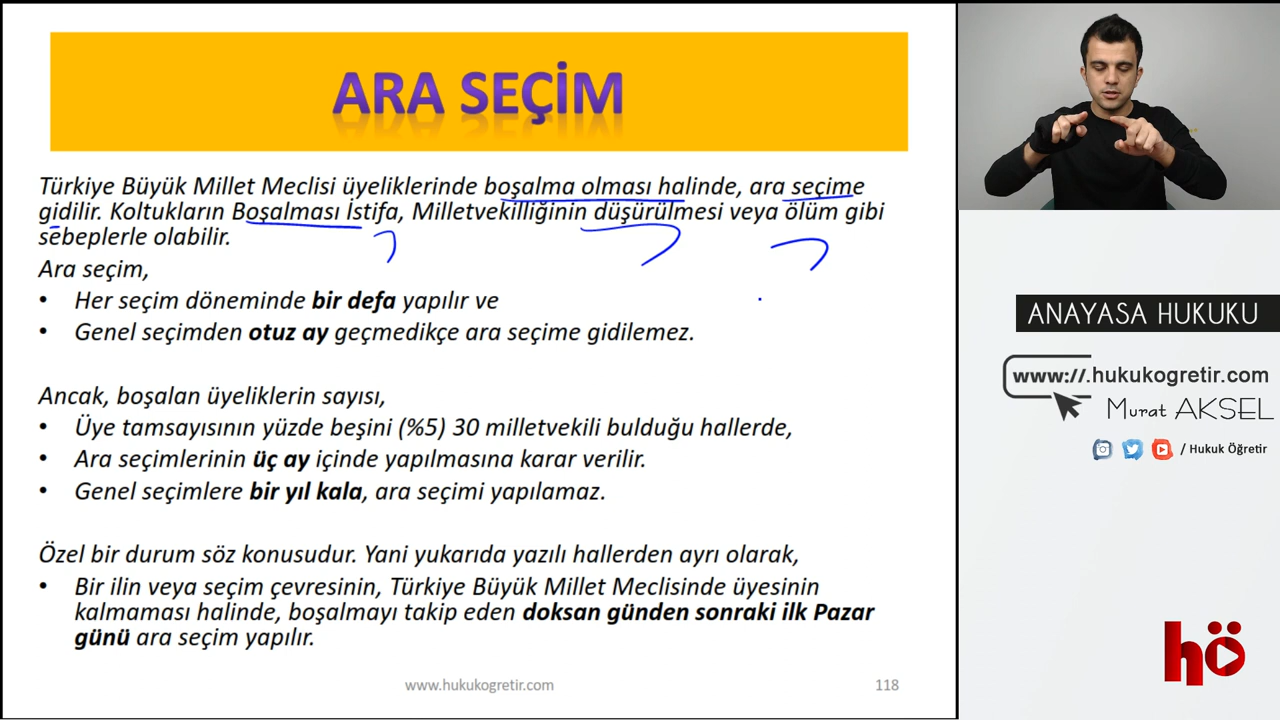 ARA SEÇİM
Türkiye Büyük Millet Meclisi üyeliklerinde boşalma olması halinde, ara seçime
gidilir. Koltukların Boşalması İstifa, Milletvekilliğinin düşürülmesi veya ölüm gibi
sebeplerle olabilir.
Ara seçim,
• Her seçim döneminde bir defa yapılır ve
• Genel seçimden otuz ay geçmedikçe ara seçime gidilemez.
Ancak, boşalan üyeliklerin sayısı,
• Üye tamsayısının yüzde beşini (%5) 30 milletvekili bulduğu hallerde,
• Ara seçimlerinin üç ay içinde yapılmasına karar verilir.
• Genel seçimlere bir yıl kala, ara seçimi yapılamaz.
Özel bir durum söz konusudur. Yani yukarıda yazılı hallerden ayrı olarak,
• Bir ilin veya seçim çevresinin, Türkiye Büyük Millet Meclisinde üyesinin
kalmaması halinde, boşalmayı takip eden doksan günden sonraki ilk Pazar
günü ara seçim yapılır.
www.hukukogretir.com
118
ANAYASA HUKUKU
www://.hukukogretir.com
Murat AKSEL
/ Hukuk Öğretir
hö